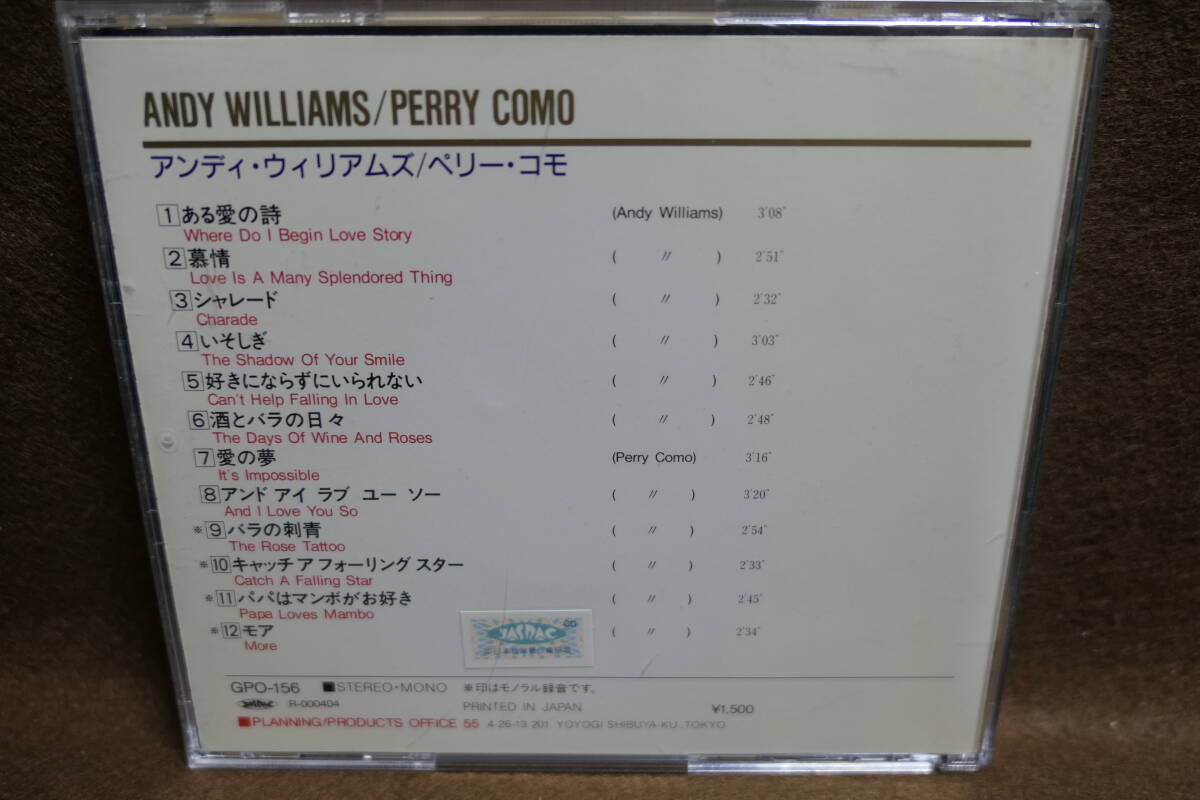 ANDY WILLIAMS/PERRY COMO
アンディ・ウィリアムズ/ペリー・コモ
1 ある愛の詩 (Andy Williams) 3'08"
Where Do I Begin Love Story
2 慕情 ( 〃 ) 2'51"
Love Is A Many Splendored Thing
3 シャレード ( 〃 ) 2'32"
Charade
4 いそしぎ ( 〃 ) 3'03"
The Shadow Of Your Smile
5 好きにならずにいられない ( 〃 ) 2'46"
Can't Help Falling In Love
6 酒とバラの日々 ( 〃 ) 2'48"
The Days Of Wine And Roses
7 愛の夢 (Perry Como) 3'16"
It's Impossible
8 アンド アイ ラブ ユー ソー ( 〃 ) 3'20"
And I Love You So
※9 バラの刺青 ( 〃 ) 2'54"
The Rose Tattoo
※10 キャッチ ア フォーリング スター ( 〃 ) 2'33"
Catch A Falling Star
※11 パパはマンボがお好き ( 〃 ) 2'45"
Papa Loves Mambo
※12 モア ( 〃 ) 2'34"
More
JASRAC CD
GPO-156 ■STEREO・MONO ※印はモノラル録音です。
JASRAC R-000404 PRINTED IN JAPAN ¥1,500
■PLANNING/PRODUCTS OFFICE 55 4-26-13 201 YOYOGI SHIBUYA-KU., TOKYO